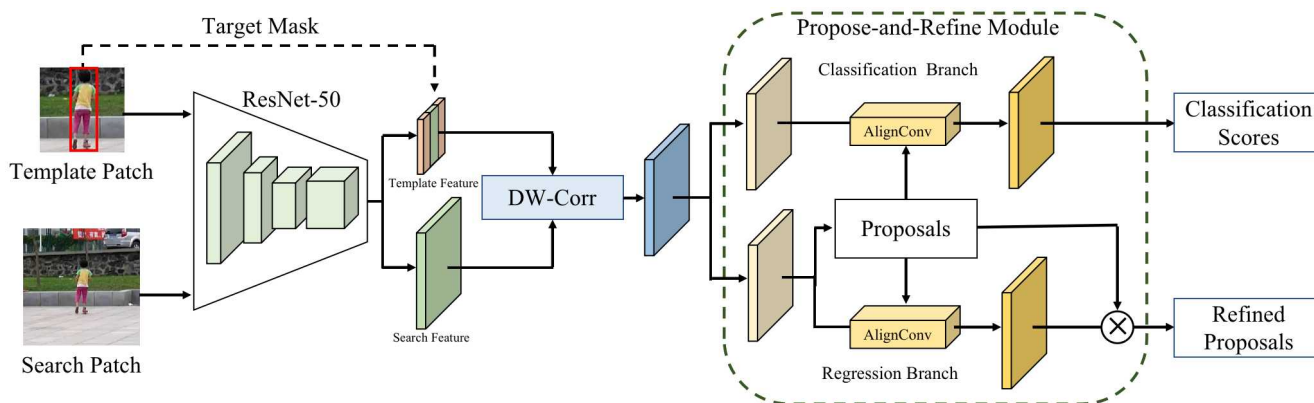 Target Mask
Propose-and-Refine Module
ResNet-50
Classification Branch
Template Patch
Template Feature
AlignConv
Classification
Scores
DW-Corr
Proposals
Search Patch
Search Feature
AlignConv
Regression Branch
Refined
Proposals